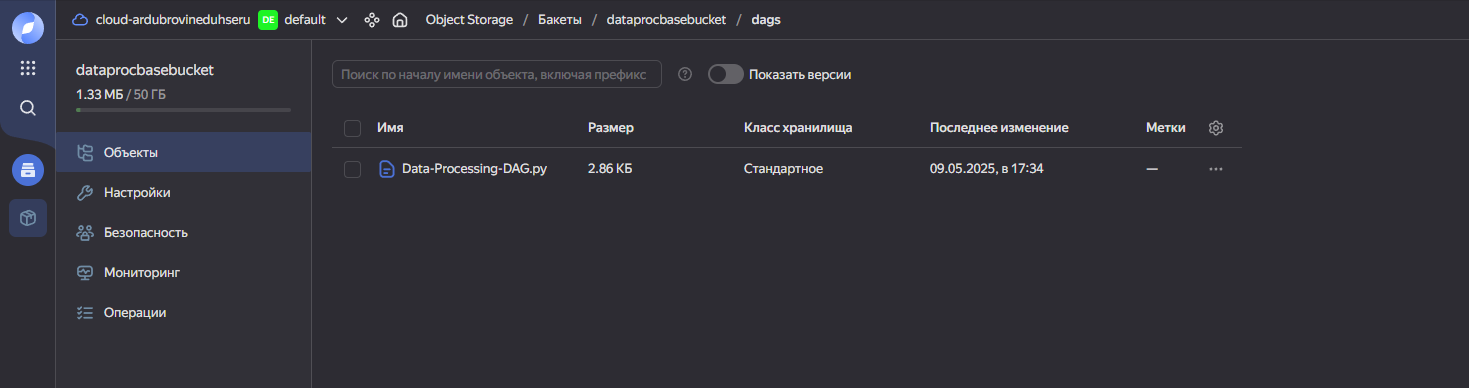 cloud-ardubrovineduhseru DE default Object Storage / Бакеты / dataprocbasebucket / dags
dataprocbasebucket
1.33 МБ / 50 ГБ
Объекты
Настройки
Безопасность
Мониторинг
Операции
Поиск по началу имени объекта, включая префикс ? Показать версии
Имя Размер Класс хранилища Последнее изменение Метки
Data-Processing-DAG.py 2.86 КБ Стандартное 09.05.2025, в 17:34 —